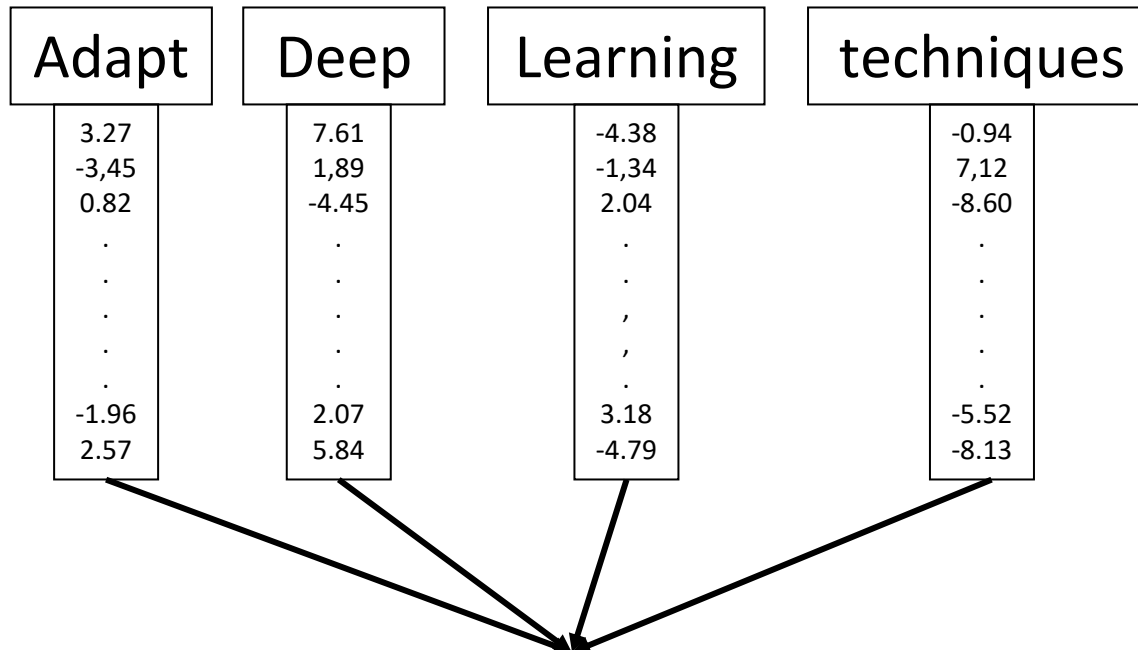 Adapt Deep Learning techniques
3.27 7.61 -4.38 -0.94
-3,45 1,89 -1,34 7,12
0.82 -4.45 2.04 -8.60
. . . .
. . . .
. . , .
. . , .
. . . .
-1.96 2.07 3.18 -5.52
2.57 5.84 -4.79 -8.13